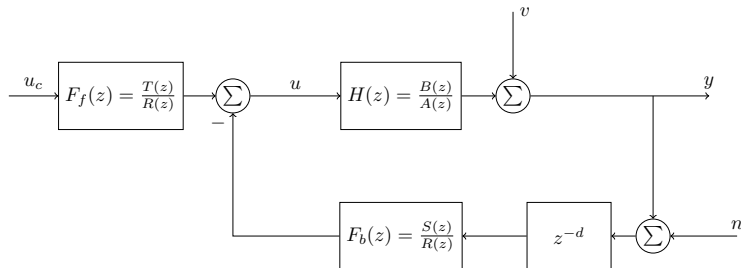 v
u_c
F_f(z) = T(z)/R(z)
∑
u
H(z) = B(z)/A(z)
∑
y
−
F_b(z) = S(z)/R(z)
z^{-d}
∑
n